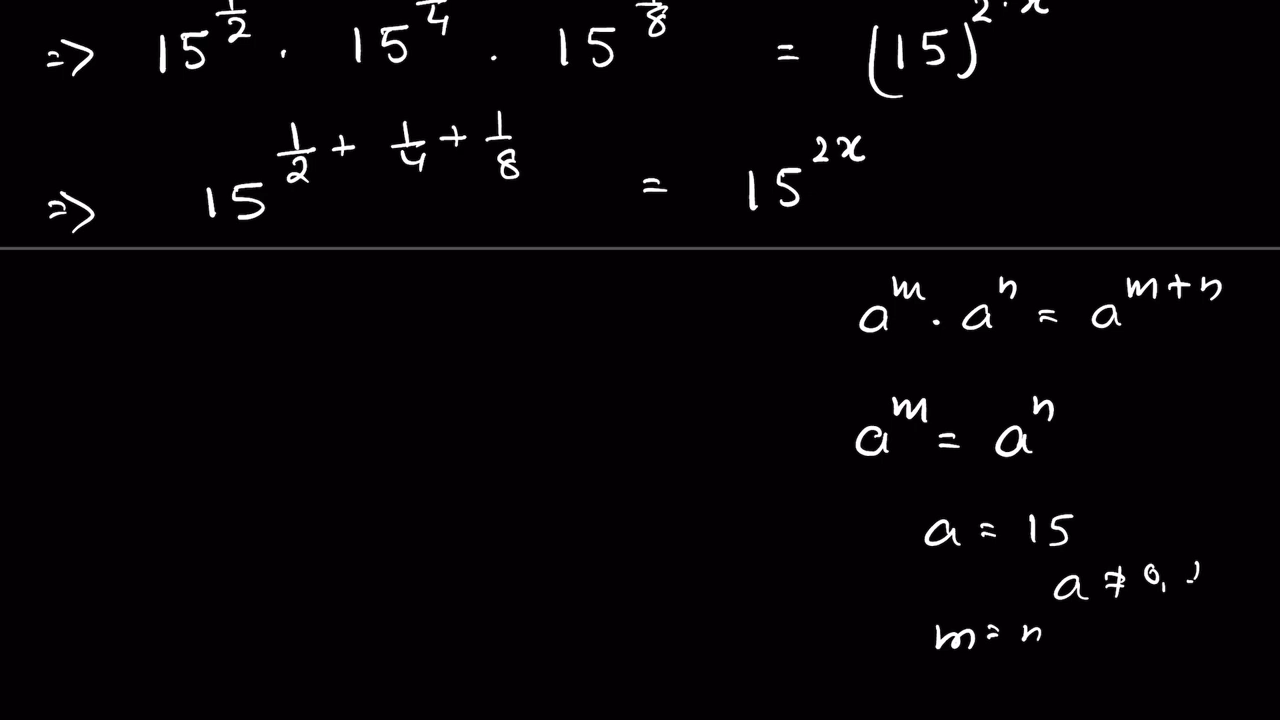 => 15^(1/2) . 15^(1/4) . 15^(1/8) = (15)^(2·x)
=> 15^(1/2 + 1/4 + 1/8) = 15^(2x)
a^m . a^n = a^(m+n)
a^m = a^n
a = 15
a ≠ 0,
m = n